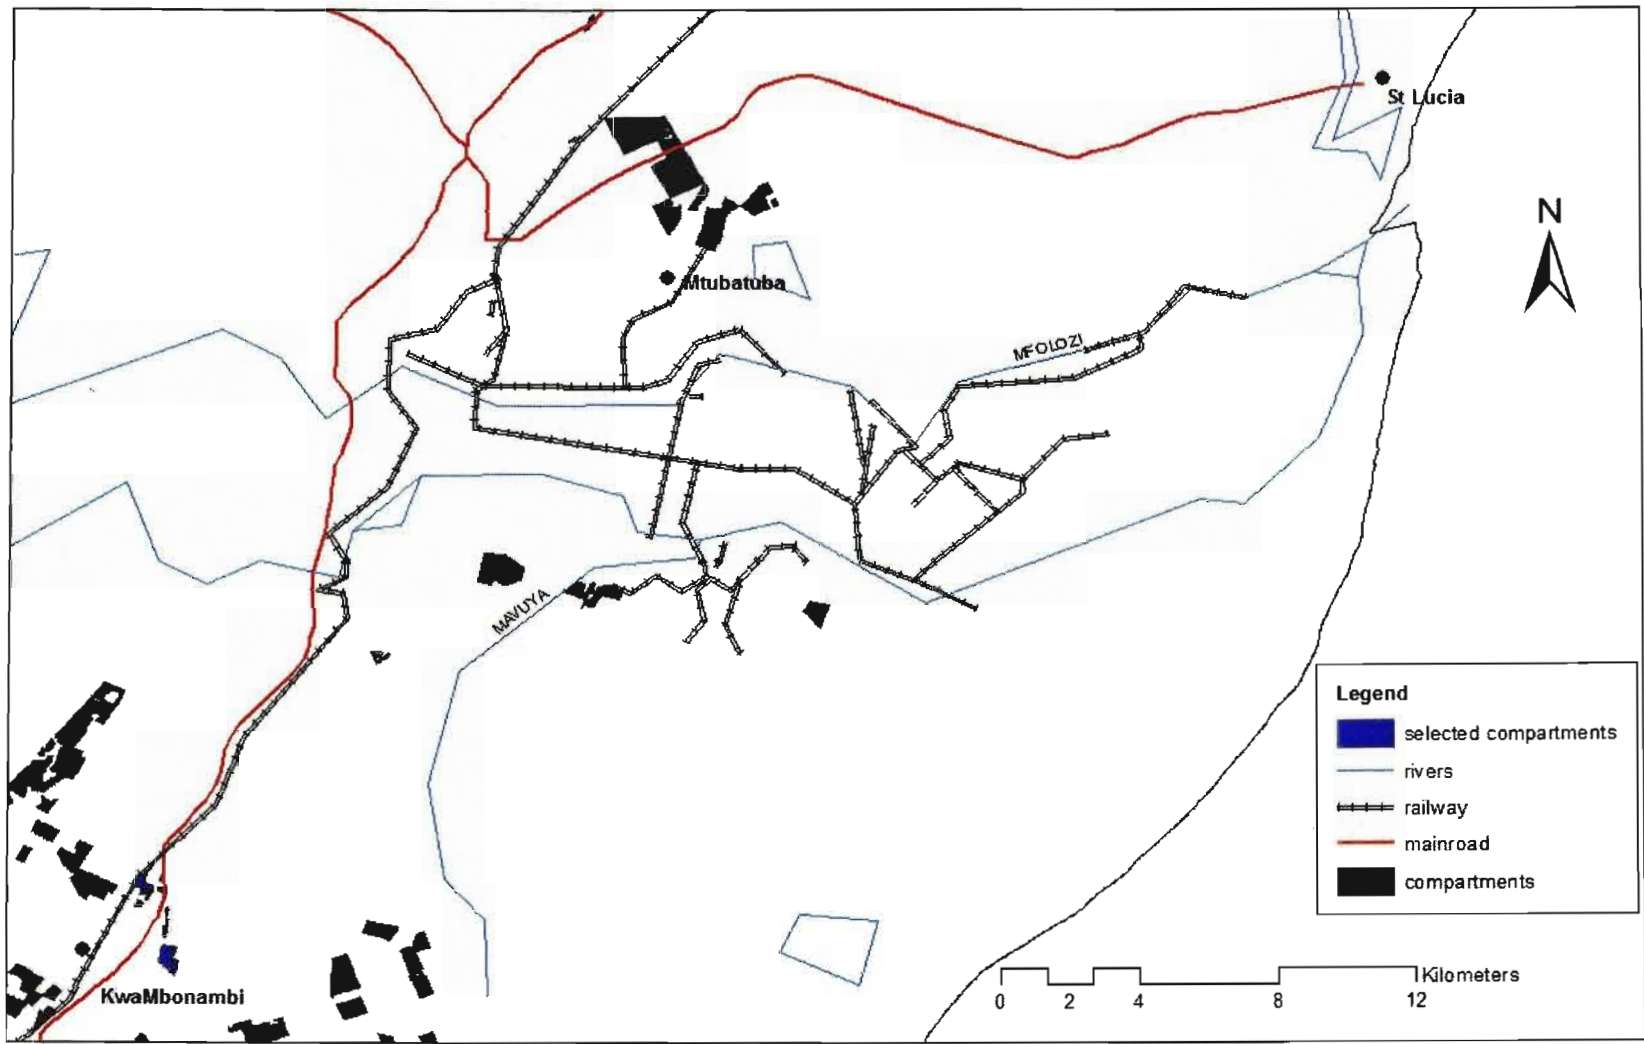 St Lucia
N
Mtubatuba
MFOLOZI
MAVUYA
Legend
selected compartments
rivers
railway
mainroad
compartments
KwaMbonambi
Kilometers
0 2 4 8 12